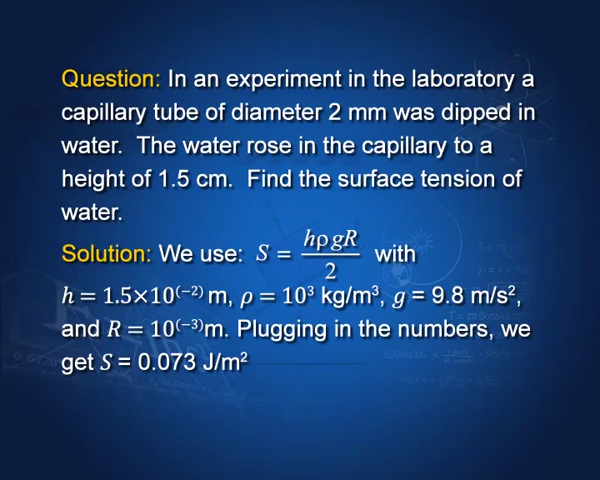 Question: In an experiment in the laboratory a
capillary tube of diameter 2 mm was dipped in
water. The water rose in the capillary to a
height of 1.5 cm. Find the surface tension of
water.
Solution: We use: S = hρgR/2 with
h = 1.5×10⁽⁻²⁾ m, ρ = 10³ kg/m³, g = 9.8 m/s²,
and R = 10⁽⁻³⁾m. Plugging in the numbers, we
get S = 0.073 J/m²